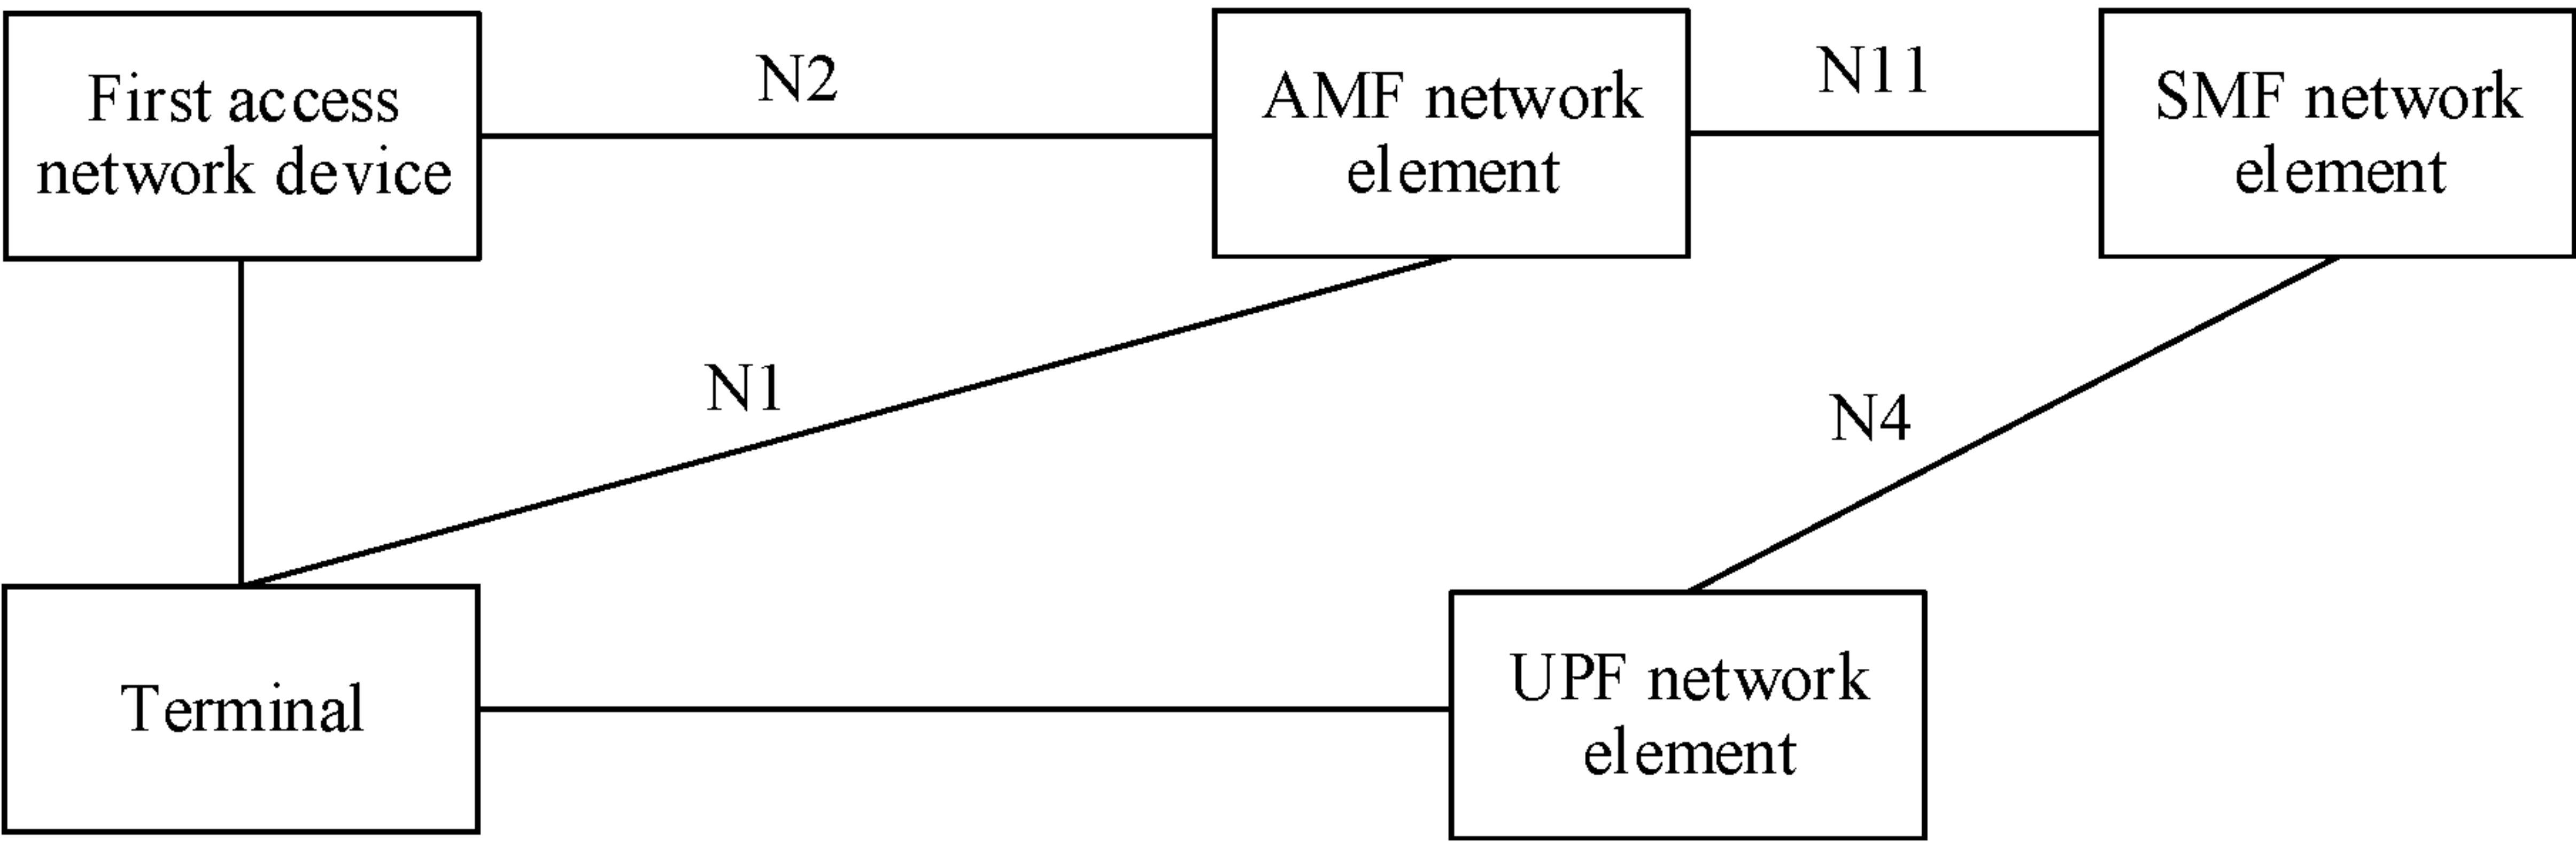 First access
network device
N2
AMF network
element
N11
SMF network
element
N1
N4
Terminal
UPF network
element